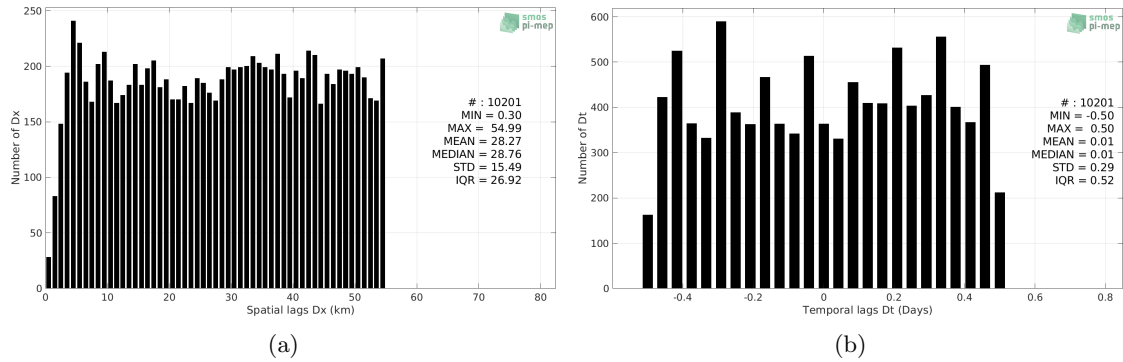 250
200
150
100
50
0
Number of Dx
0 10 20 30 40 50 60 70 80
Spatial lags Dx (km)
smos
pi-mep
# : 10201
MIN = 0.30
MAX = 54.99
MEAN = 28.27
MEDIAN = 28.76
STD = 15.49
IQR = 26.92
(a)
600
500
400
300
200
100
0
Number of Dt
-0.4 -0.2 0 0.2 0.4 0.6 0.8
Temporal lags Dt (Days)
smos
pi-mep
# : 10201
MIN = -0.50
MAX = 0.50
MEAN = 0.01
MEDIAN = 0.01
STD = 0.29
IQR = 0.52
(b)